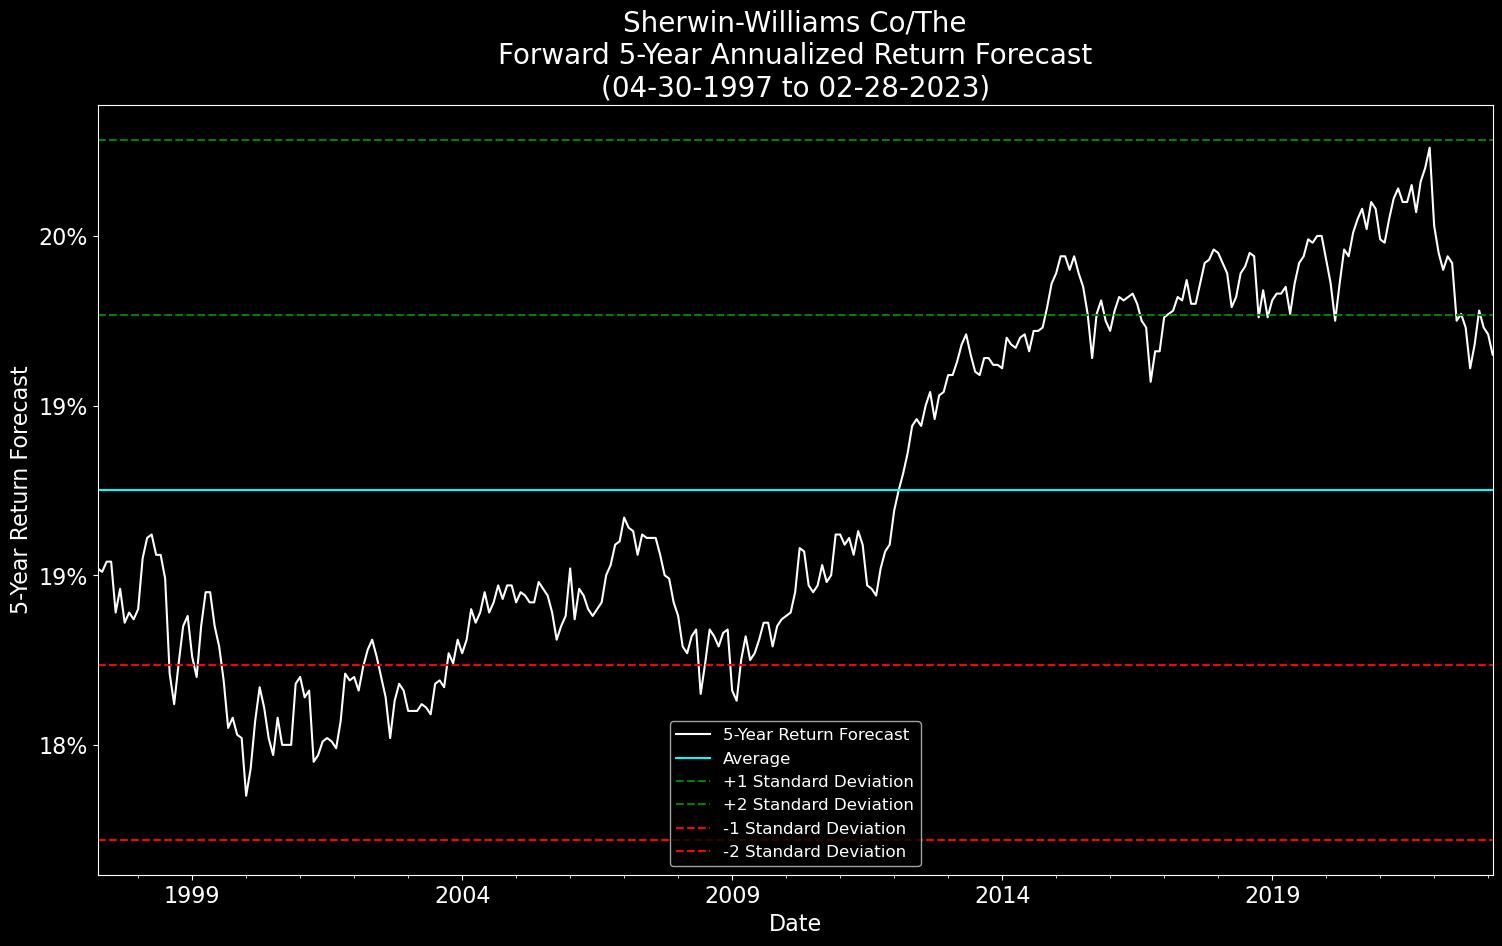 Sherwin-Williams Co/The
Forward 5-Year Annualized Return Forecast
(04-30-1997 to 02-28-2023)
5-Year Return Forecast
20%
19%
19%
18%
5-Year Return Forecast
Average
+1 Standard Deviation
+2 Standard Deviation
-1 Standard Deviation
-2 Standard Deviation
1999 2004 2009 2014 2019
Date